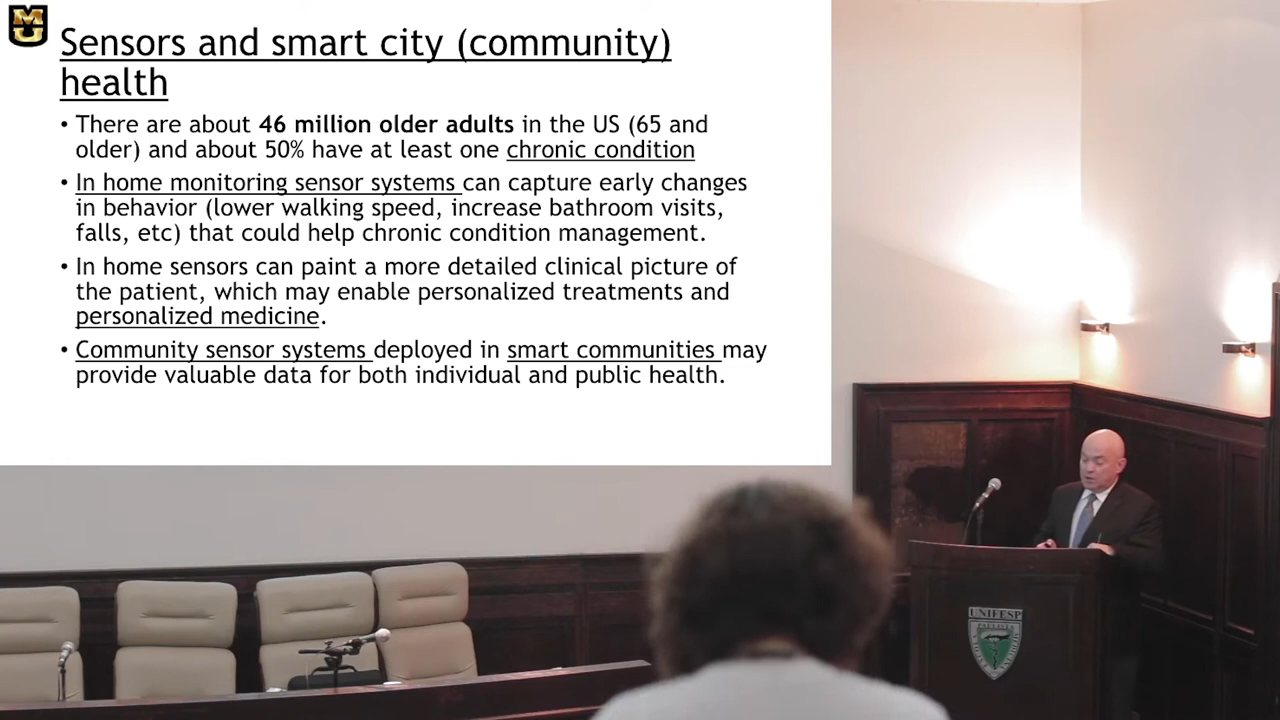 MU
Sensors and smart city (community)
health
• There are about 46 million older adults in the US (65 and
older) and about 50% have at least one chronic condition
• In home monitoring sensor systems can capture early changes
in behavior (lower walking speed, increase bathroom visits,
falls, etc) that could help chronic condition management.
• In home sensors can paint a more detailed clinical picture of
the patient, which may enable personalized treatments and
personalized medicine.
• Community sensor systems deployed in smart communities may
provide valuable data for both individual and public health.
UNIFESP